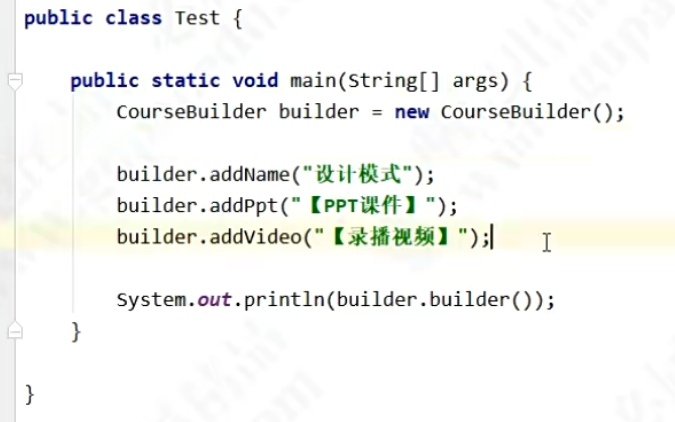 public class Test {
public static void main(String[] args) {
CourseBuilder builder = new CourseBuilder();
builder.addName("设计模式");
builder.addPpt("【PPT课件】");
builder.addVideo("【录播视频】");
System.out.println(builder.builder());
}
}